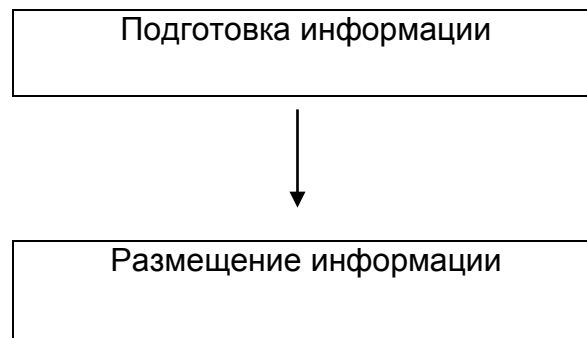 Подготовка информации
Размещение информации